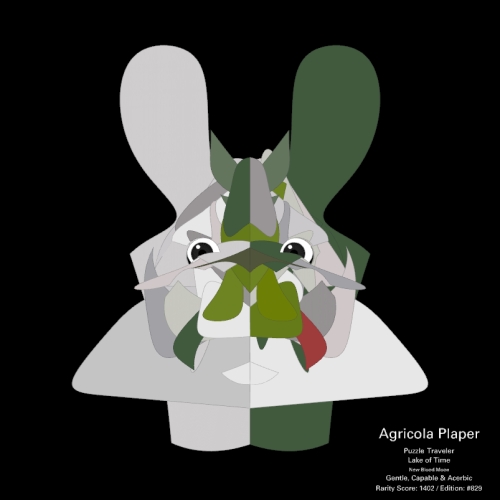 Agricola Plaper
Puzzle Traveler
Lake of Time
New Blood Moon
Gentle, Capable & Acerbic
Rarity Score: 1402 / Edition: #829